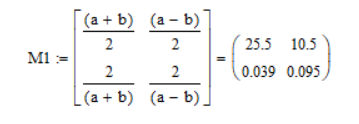 (a + b) (a − b)
2 2
M1 := = ( 25.5 10.5 )
2 2 ( 0.039 0.095 )
(a + b) (a − b)